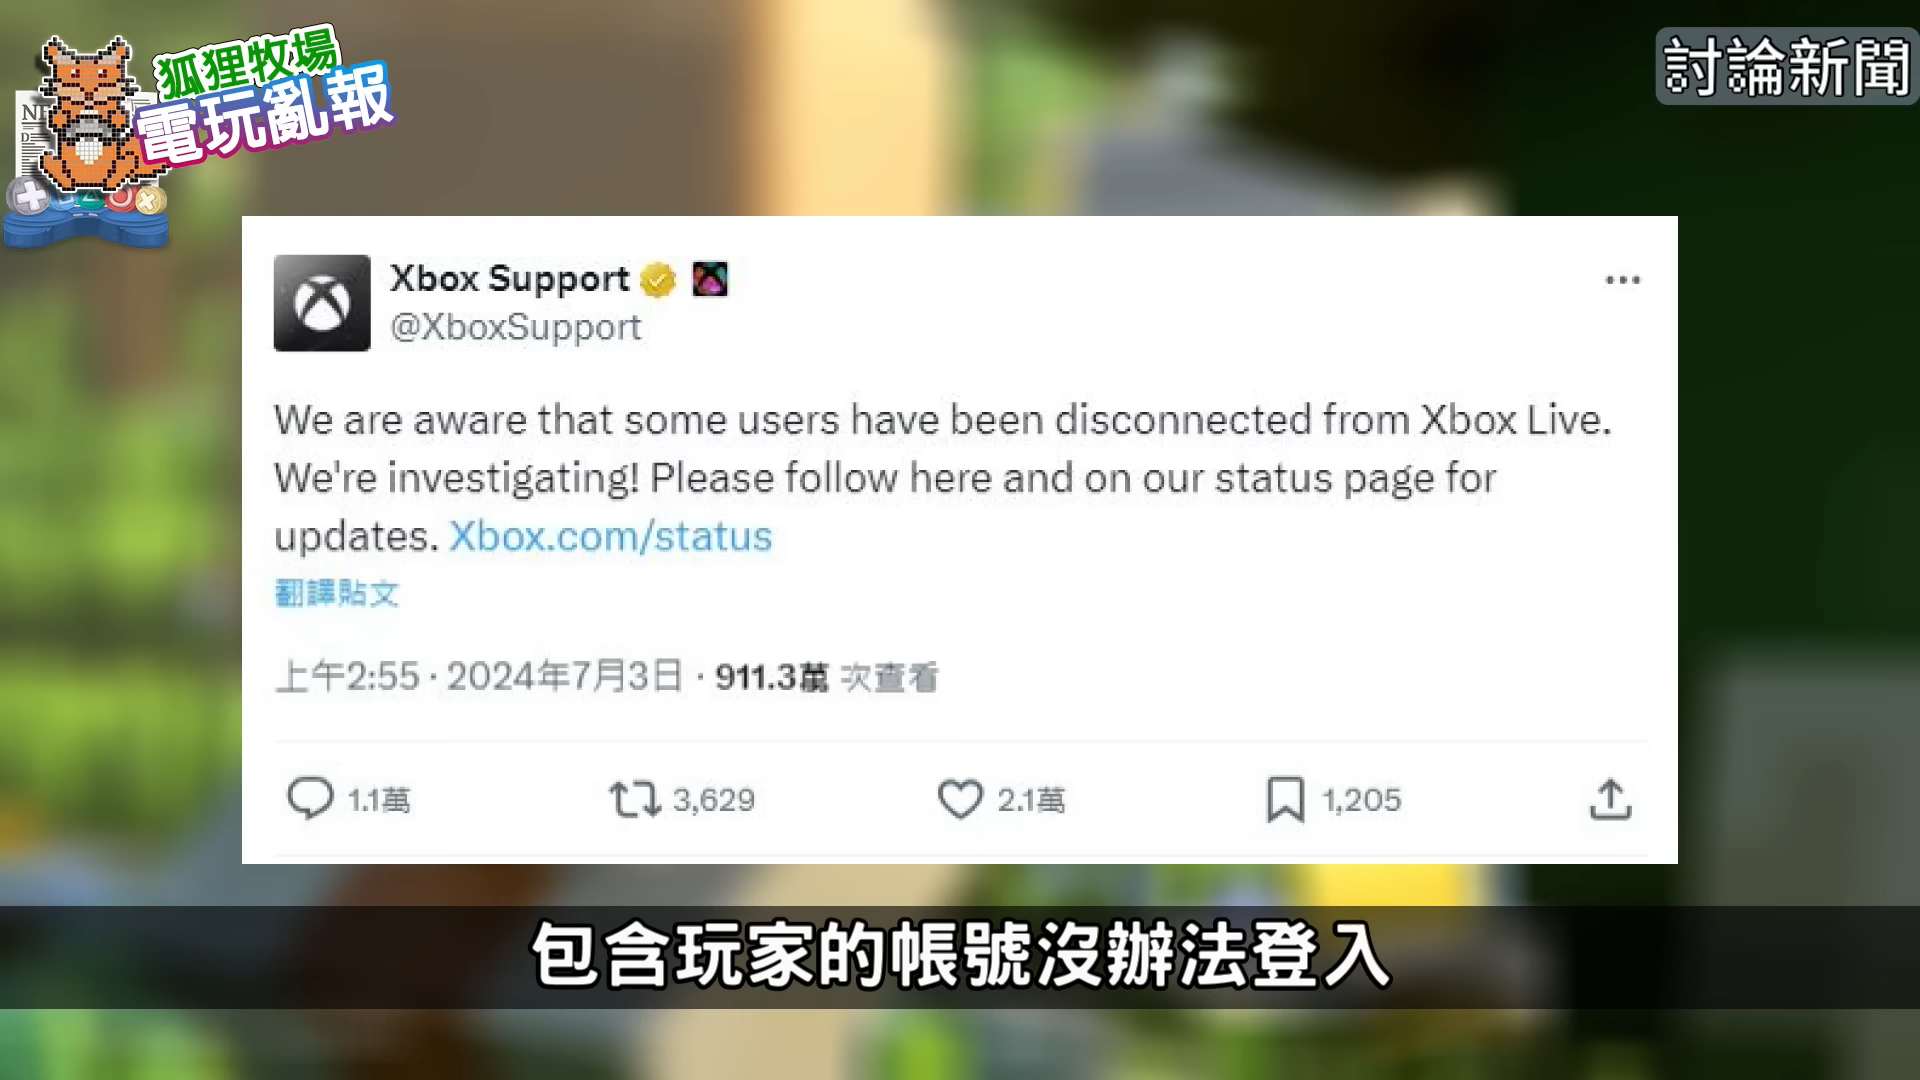 狐狸牧場
電玩亂報
討論新聞
Xbox Support
@XboxSupport
We are aware that some users have been disconnected from Xbox Live.
We're investigating! Please follow here and on our status page for
updates. Xbox.com/status
翻譯貼文
上午2:55 · 2024年7月3日 · 911.3萬 次查看
1.1萬 3,629 2.1萬 1,205
包含玩家的帳號沒辦法登入